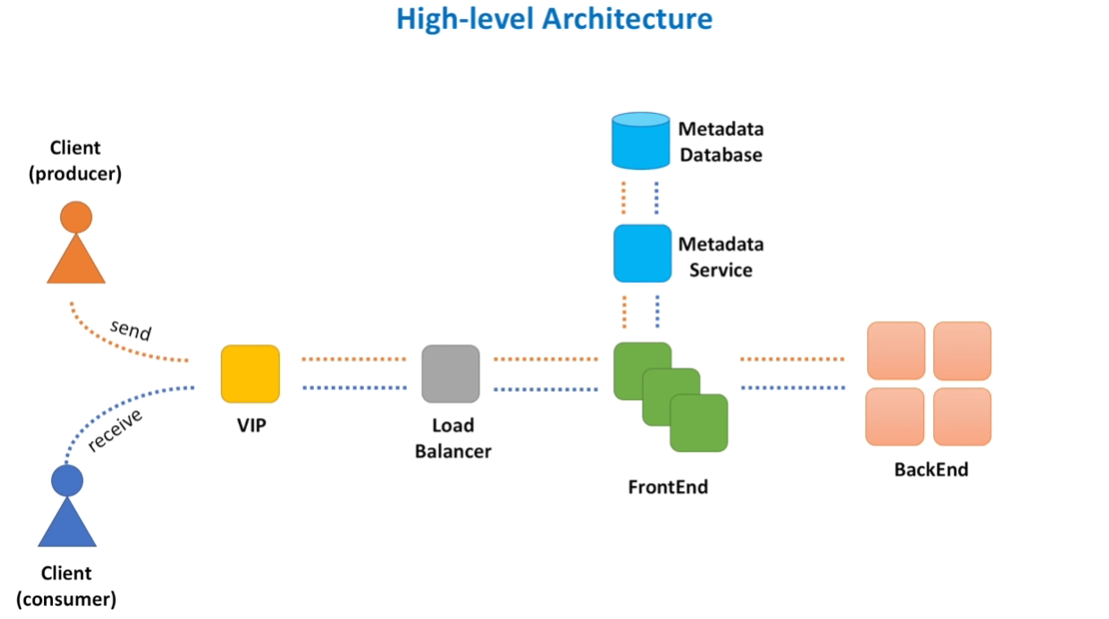 High-level Architecture
Client
(producer)
send
receive
Client
(consumer)
VIP
Load
Balancer
Metadata
Database
Metadata
Service
FrontEnd
BackEnd